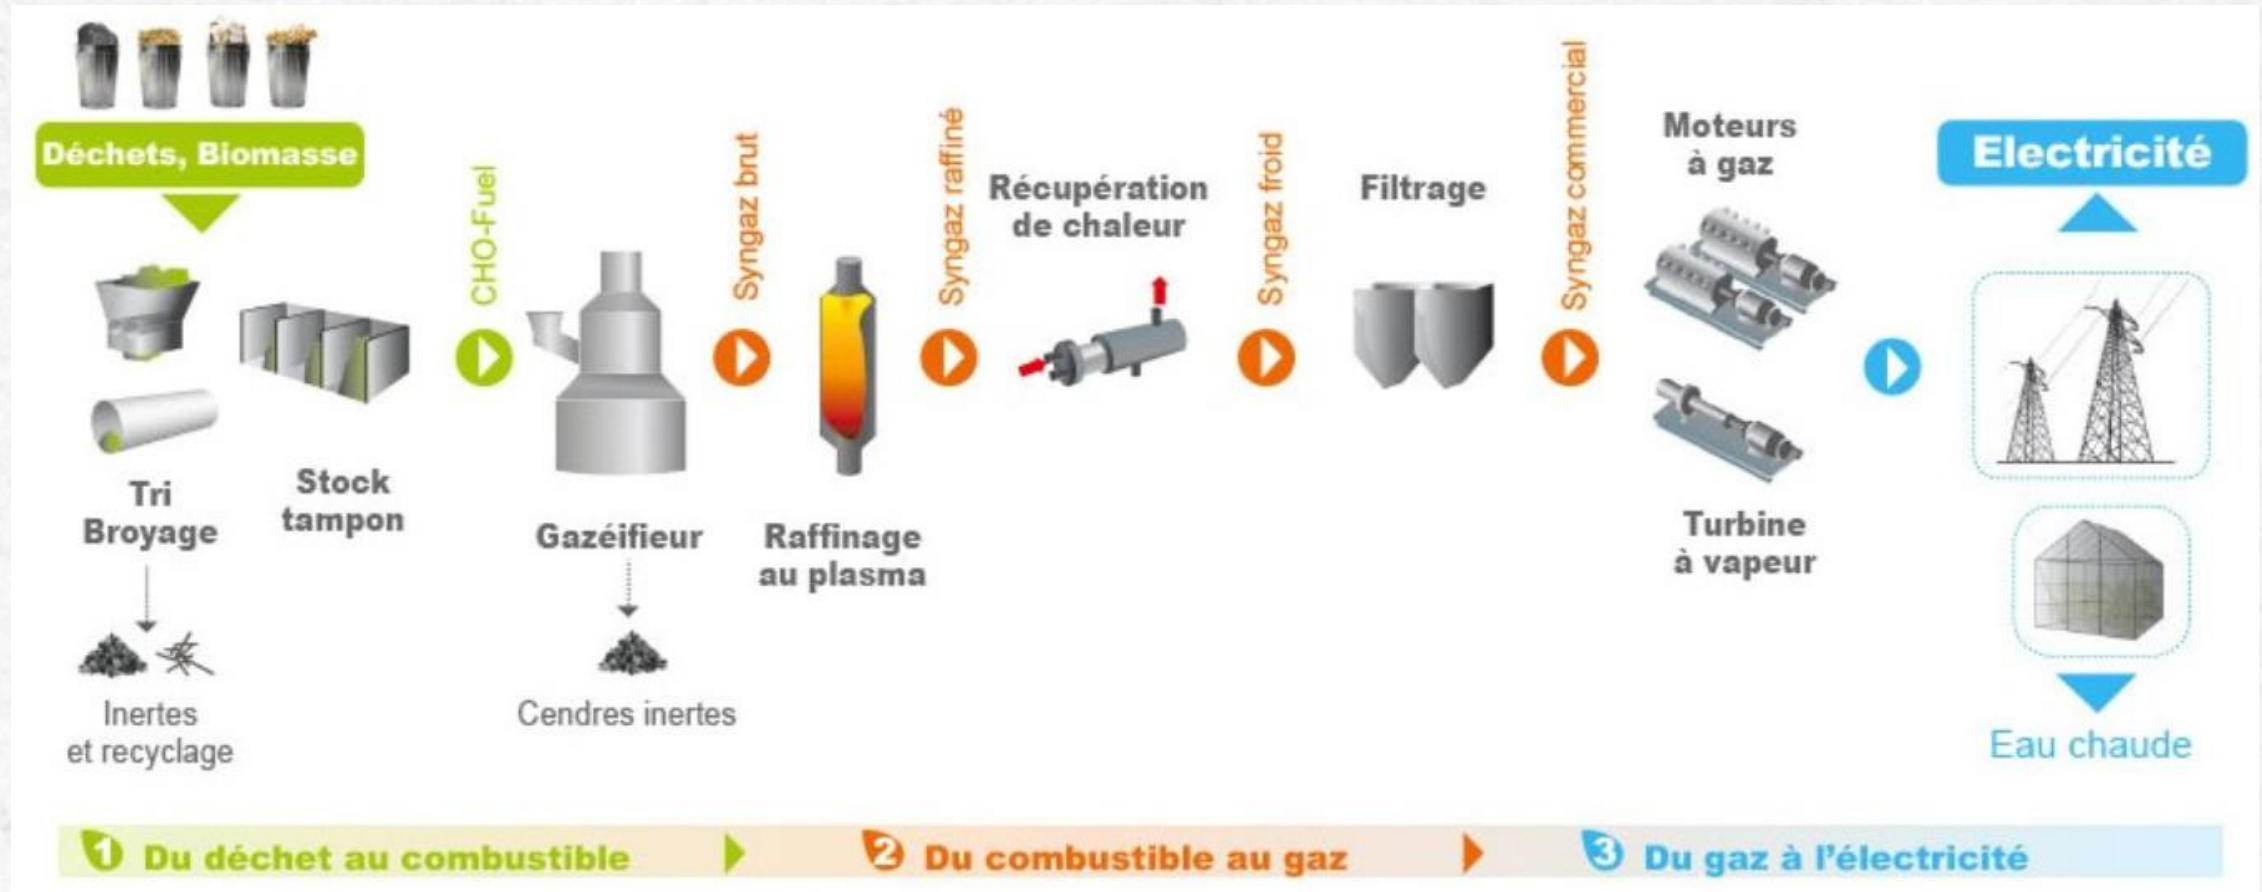 Déchets, Biomasse
Tri
Broyage
Stock
tampon
Inertes
et recyclage
CHO-Fuel
Gazéifieur
Cendres inertes
Syngaz brut
Raffinage
au plasma
Syngaz raffiné
Récupération
de chaleur
Syngaz froid
Filtrage
Syngaz commercial
Moteurs
à gaz
Turbine
à vapeur
Electricité
Eau chaude
1 Du déchet au combustible
2 Du combustible au gaz
3 Du gaz à l'électricité